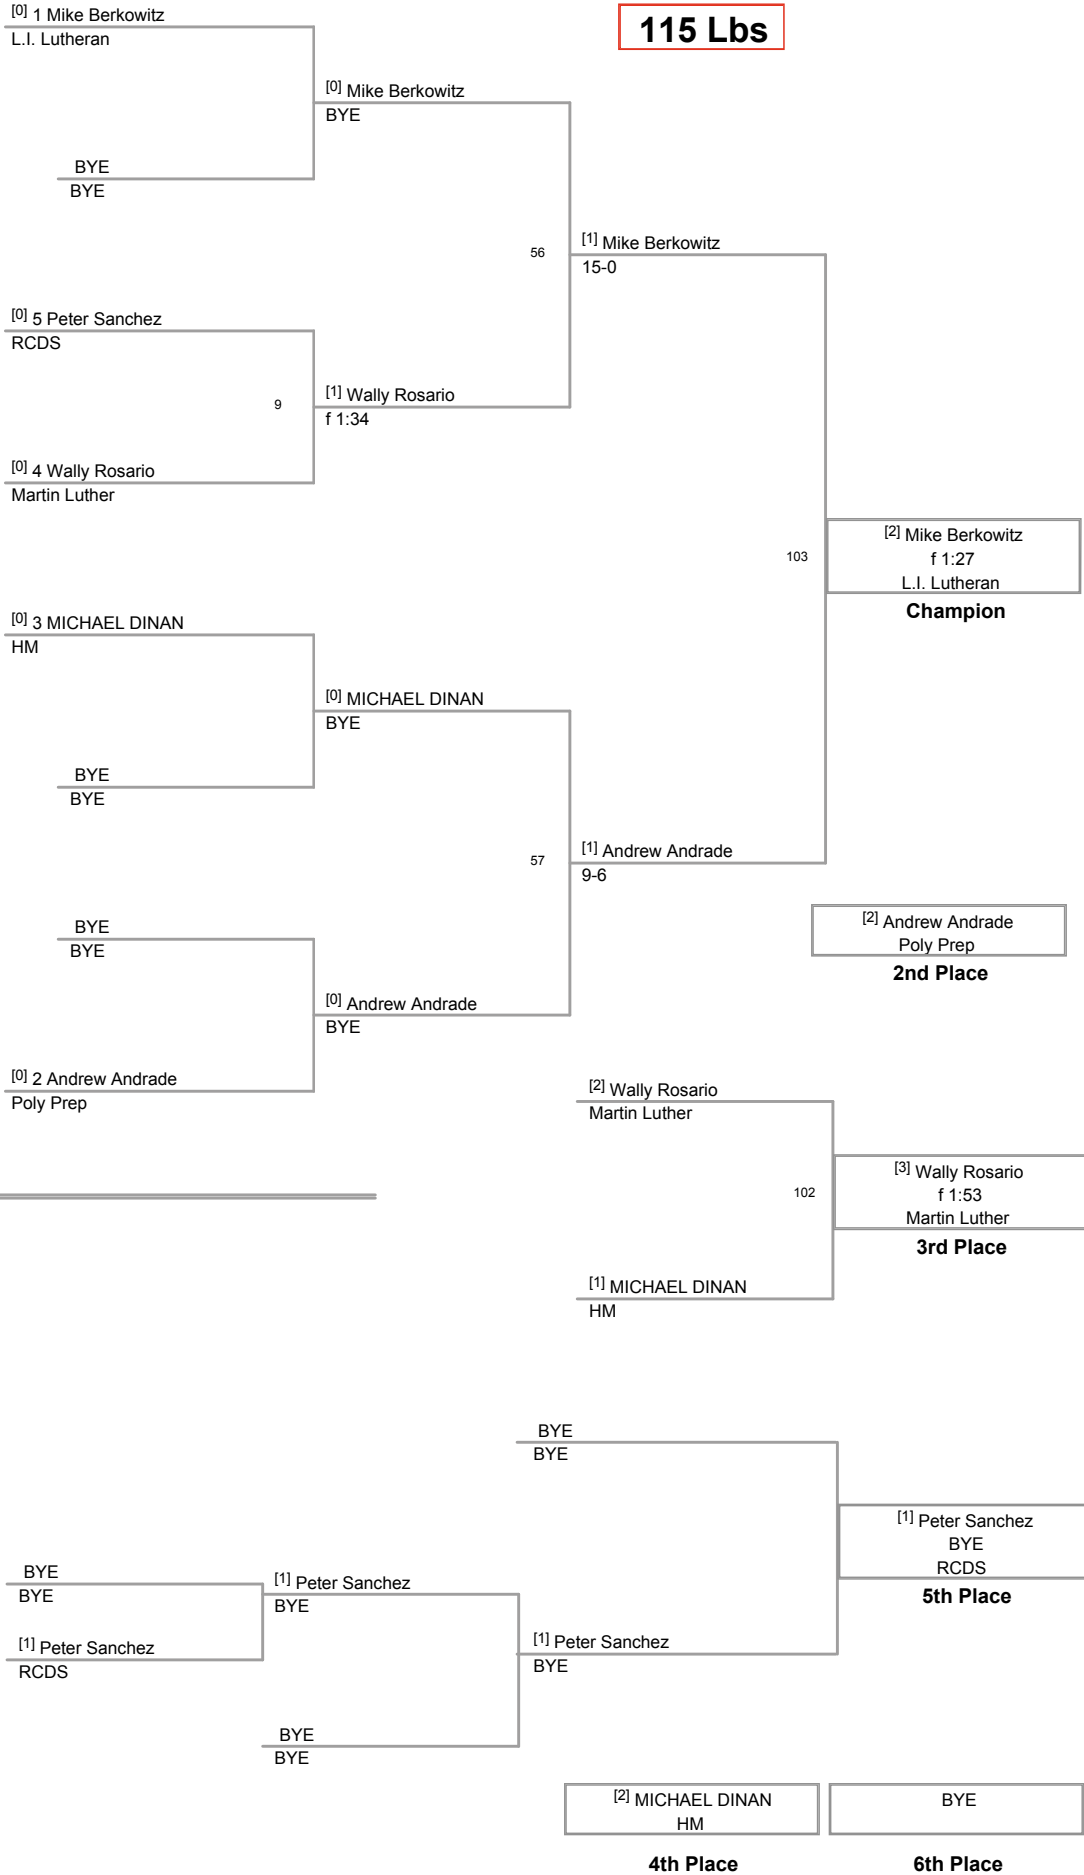 [0] 1 Mike Berkowitz
L.I. Lutheran
115 Lbs
[0] Mike Berkowitz
BYE
BYE
BYE
56
[1] Mike Berkowitz
15-0
[0] 5 Peter Sanchez
RCDS
9
[1] Wally Rosario
f 1:34
[0] 4 Wally Rosario
Martin Luther
103
[2] Mike Berkowitz
f 1:27
L.I. Lutheran
Champion
[0] 3 MICHAEL DINAN
HM
[0] MICHAEL DINAN
BYE
BYE
BYE
57
[1] Andrew Andrade
9-6
BYE
BYE
[2] Andrew Andrade
Poly Prep
2nd Place
[0] Andrew Andrade
BYE
[0] 2 Andrew Andrade
Poly Prep
[2] Wally Rosario
Martin Luther
102
[3] Wally Rosario
f 1:53
Martin Luther
3rd Place
[1] MICHAEL DINAN
HM
BYE
BYE
[1] Peter Sanchez
BYE
RCDS
5th Place
BYE
BYE
[1] Peter Sanchez
BYE
[1] Peter Sanchez
RCDS
[1] Peter Sanchez
BYE
BYE
BYE
[2] MICHAEL DINAN
HM
4th Place
BYE
6th Place